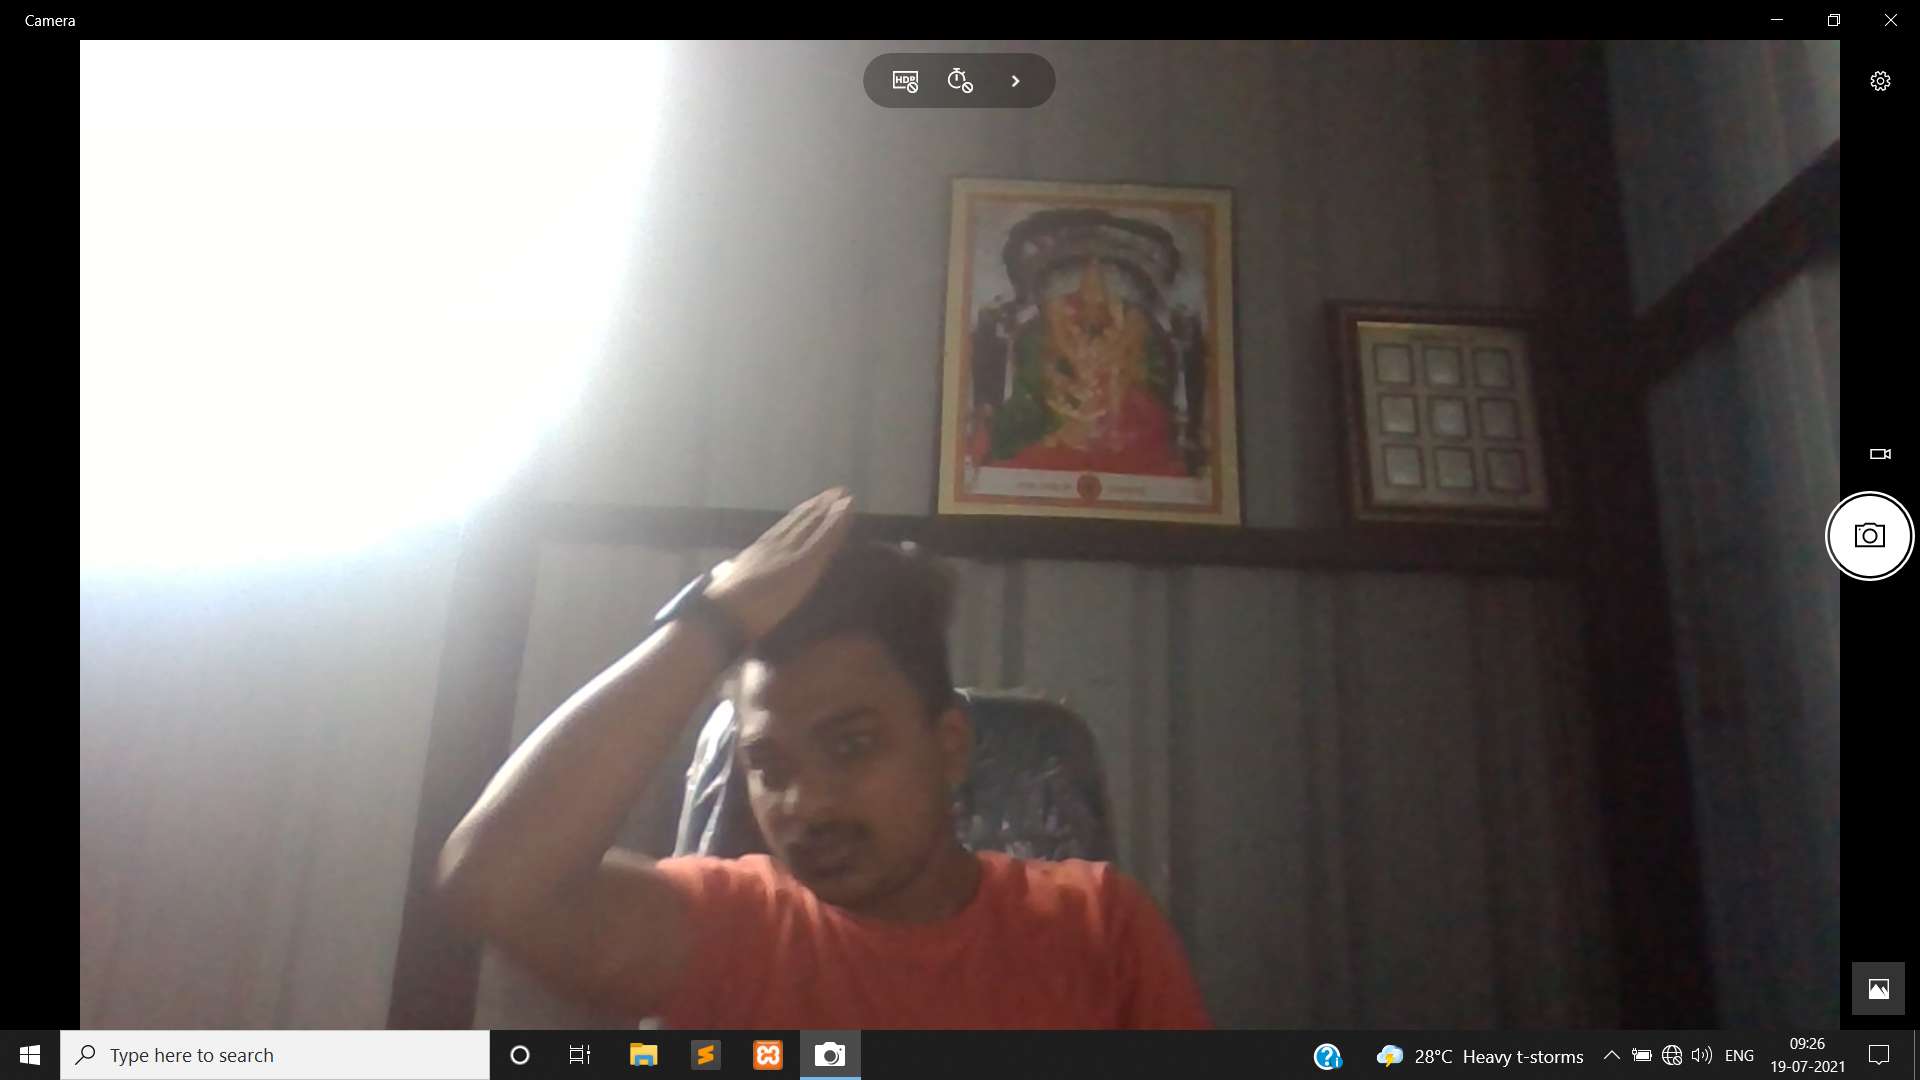 Camera
HDR
Type here to search
28°C Heavy t-storms
ENG
09:26
19-07-2021